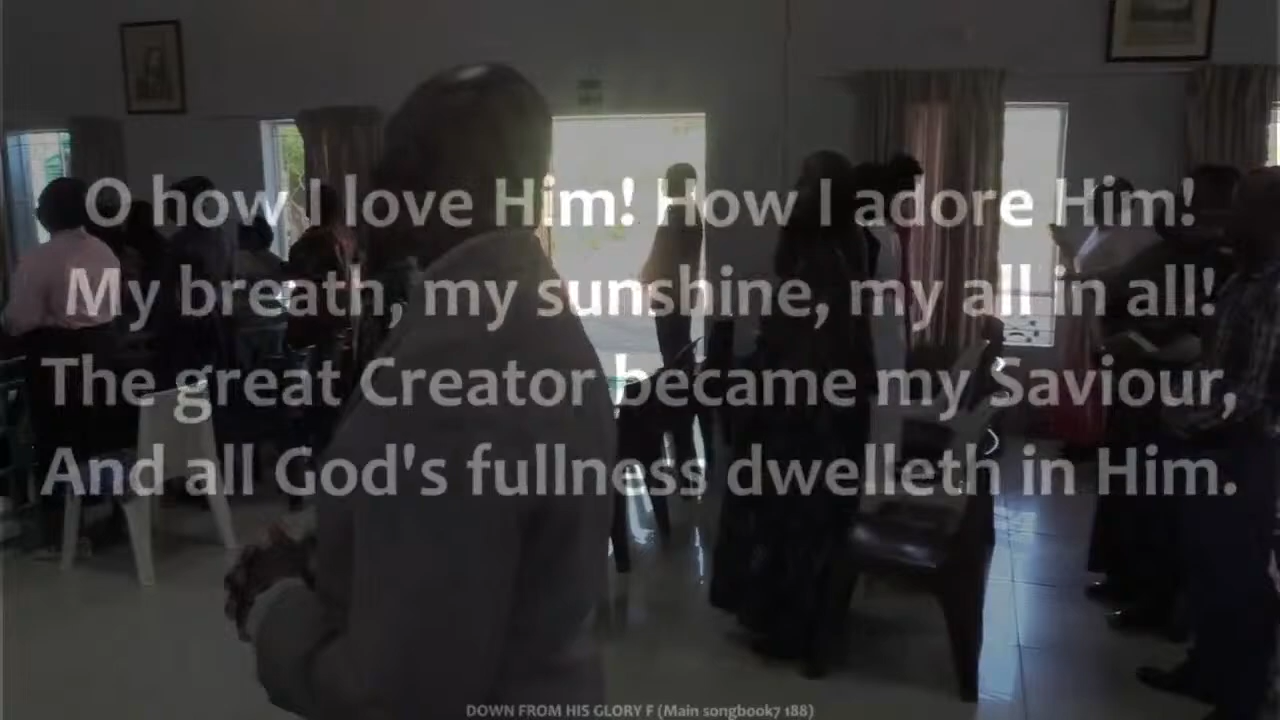 O how I love Him! How I adore Him!
My breath, my sunshine, my all in all!
The great Creator became my Saviour,
And all God's fullness dwelleth in Him.
DOWN FROM HIS GLORY F (Main songbook7 188)